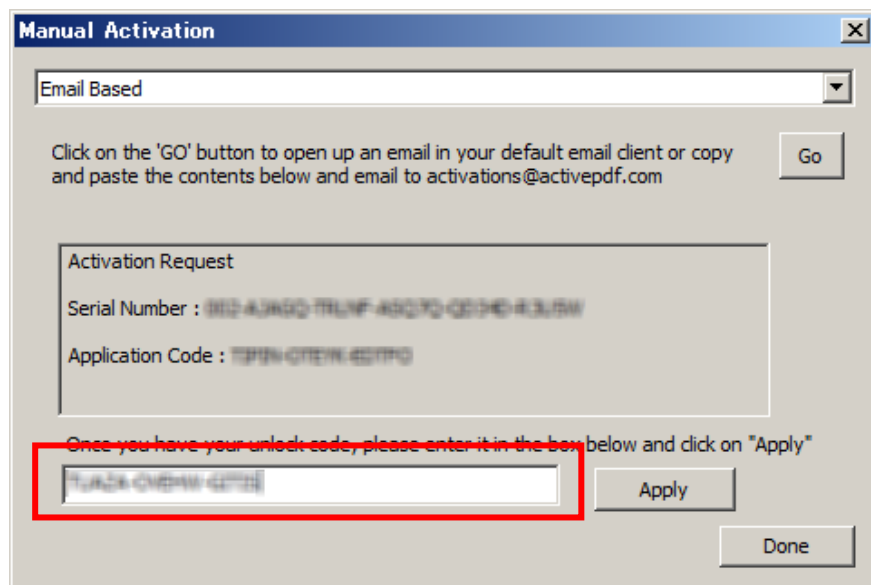 Manual Activation
Email Based
Click on the 'GO' button to open up an email in your default email client or copy
and paste the contents below and email to activations@activepdf.com
Go
Activation Request
Serial Number :
Application Code :
Once you have your unlock code, please enter it in the box below and click on "Apply"
Apply
Done